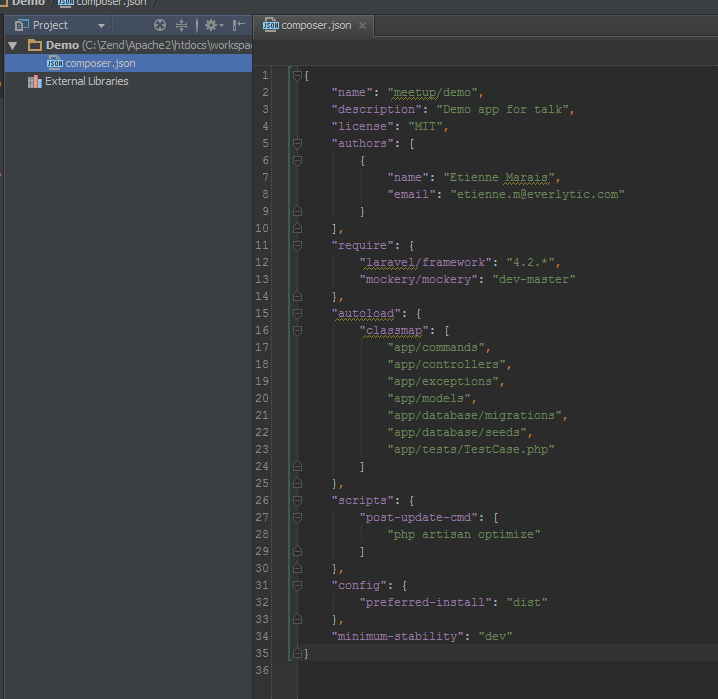 Demo composer.json
Project
composer.json
Demo (C:\Zend\Apache2\htdocs\workspa
composer.json
External Libraries
1 {
2 "name": "meetup/demo",
3 "description": "Demo app for talk",
4 "license": "MIT",
5 "authors": [
6 {
7 "name": "Etienne Marais",
8 "email": "etienne.m@everlytic.com"
9 }
10 ],
11 "require": {
12 "laravel/framework": "4.2.*",
13 "mockery/mockery": "dev-master"
14 },
15 "autoload": {
16 "classmap": [
17 "app/commands",
18 "app/controllers",
19 "app/exceptions",
20 "app/models",
21 "app/database/migrations",
22 "app/database/seeds",
23 "app/tests/TestCase.php"
24 ]
25 },
26 "scripts": {
27 "post-update-cmd": [
28 "php artisan optimize"
29 ]
30 },
31 "config": {
32 "preferred-install": "dist"
33 },
34 "minimum-stability": "dev"
35 }
36